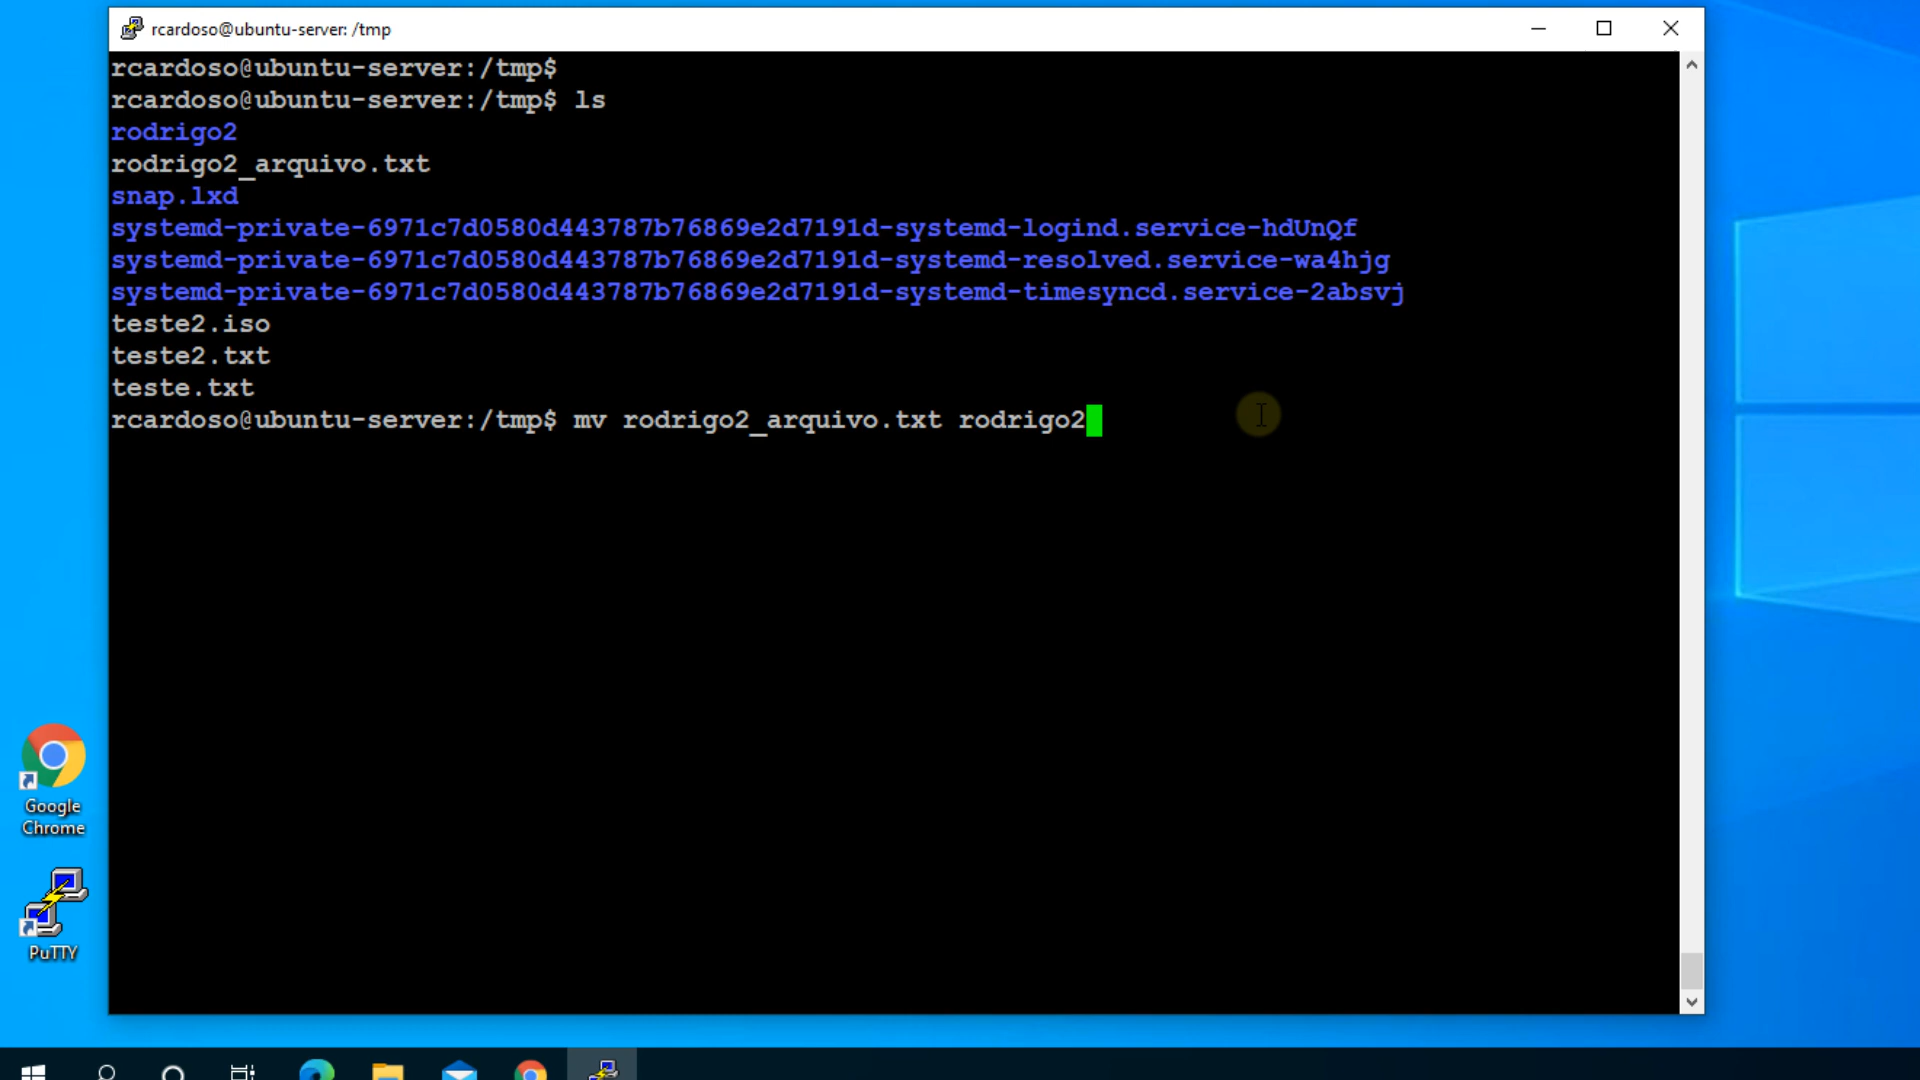 rcardoso@ubuntu-server: /tmp
rcardoso@ubuntu-server:/tmp$
rcardoso@ubuntu-server:/tmp$ ls
rodrigo2
rodrigo2_arquivo.txt
snap.lxd
systemd-private-6971c7d0580d443787b76869e2d7191d-systemd-logind.service-hdUnQf
systemd-private-6971c7d0580d443787b76869e2d7191d-systemd-resolved.service-wa4hjg
systemd-private-6971c7d0580d443787b76869e2d7191d-systemd-timesyncd.service-2absvj
teste2.iso
teste2.txt
teste.txt
rcardoso@ubuntu-server:/tmp$ mv rodrigo2_arquivo.txt rodrigo2
Google
Chrome
PuTTY